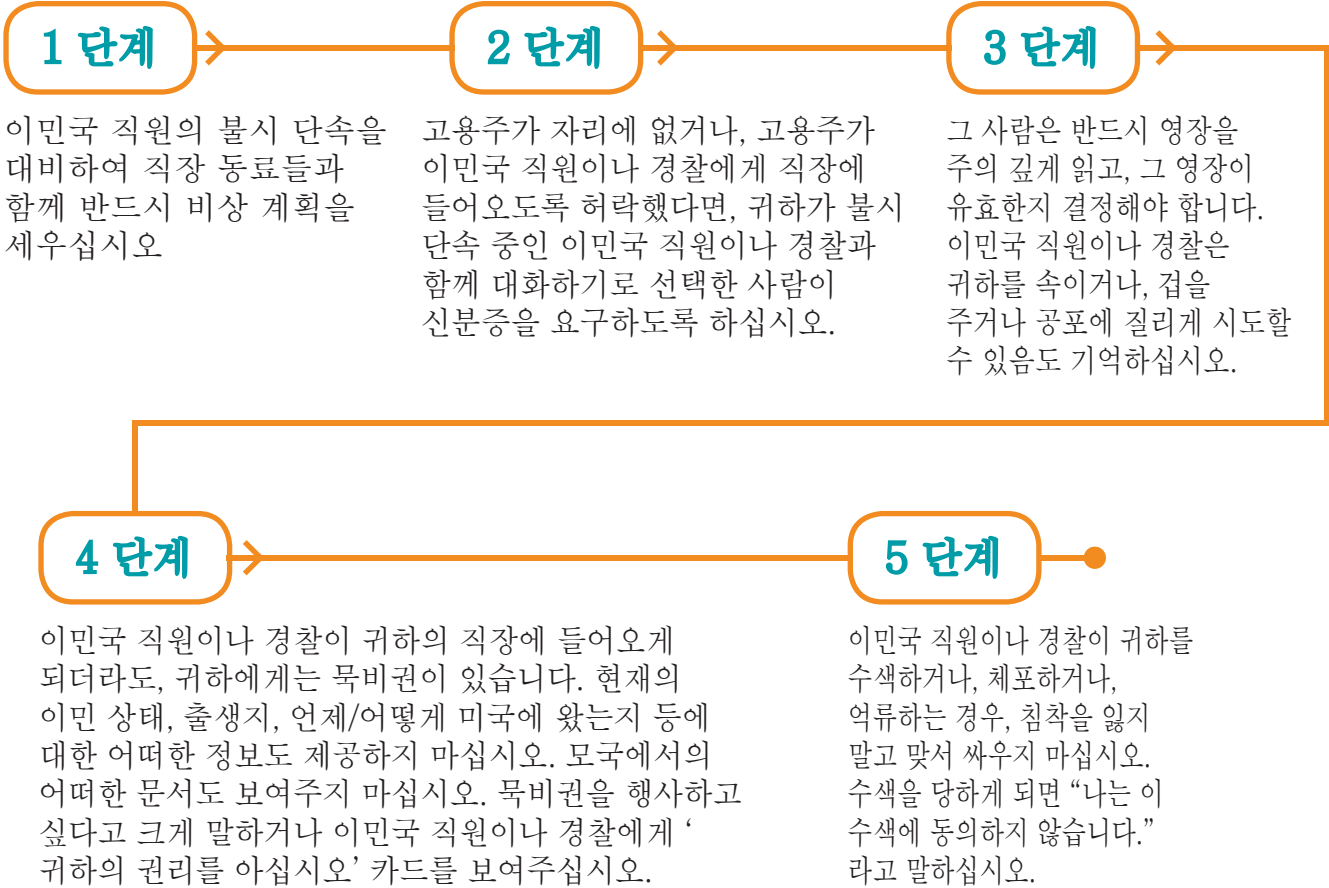 1 단계
이민국 직원의 불시 단속을
대비하여 직장 동료들과
함께 반드시 비상 계획을
세우십시오
2 단계
고용주가 자리에 없거나, 고용주가
이민국 직원이나 경찰에게 직장에
들어오도록 허락했다면, 귀하가 불시
단속 중인 이민국 직원이나 경찰과
함께 대화하기로 선택한 사람이
신분증을 요구하도록 하십시오.
3 단계
그 사람은 반드시 영장을
주의 깊게 읽고, 그 영장이
유효한지 결정해야 합니다.
이민국 직원이나 경찰은
귀하를 속이거나, 겁을
주거나 공포에 질리게 시도할
수 있음도 기억하십시오.
4 단계
이민국 직원이나 경찰이 귀하의 직장에 들어오게
되더라도, 귀하에게는 묵비권이 있습니다. 현재의
이민 상태, 출생지, 언제/어떻게 미국에 왔는지 등에
대한 어떠한 정보도 제공하지 마십시오. 모국에서의
어떠한 문서도 보여주지 마십시오. 묵비권을 행사하고
싶다고 크게 말하거나 이민국 직원이나 경찰에게 ‘
귀하의 권리를 아십시오’ 카드를 보여주십시오.
5 단계
이민국 직원이나 경찰이 귀하를
수색하거나, 체포하거나,
억류하는 경우, 침착을 잃지
말고 맞서 싸우지 마십시오.
수색을 당하게 되면 “나는 이
수색에 동의하지 않습니다.”
라고 말하십시오.